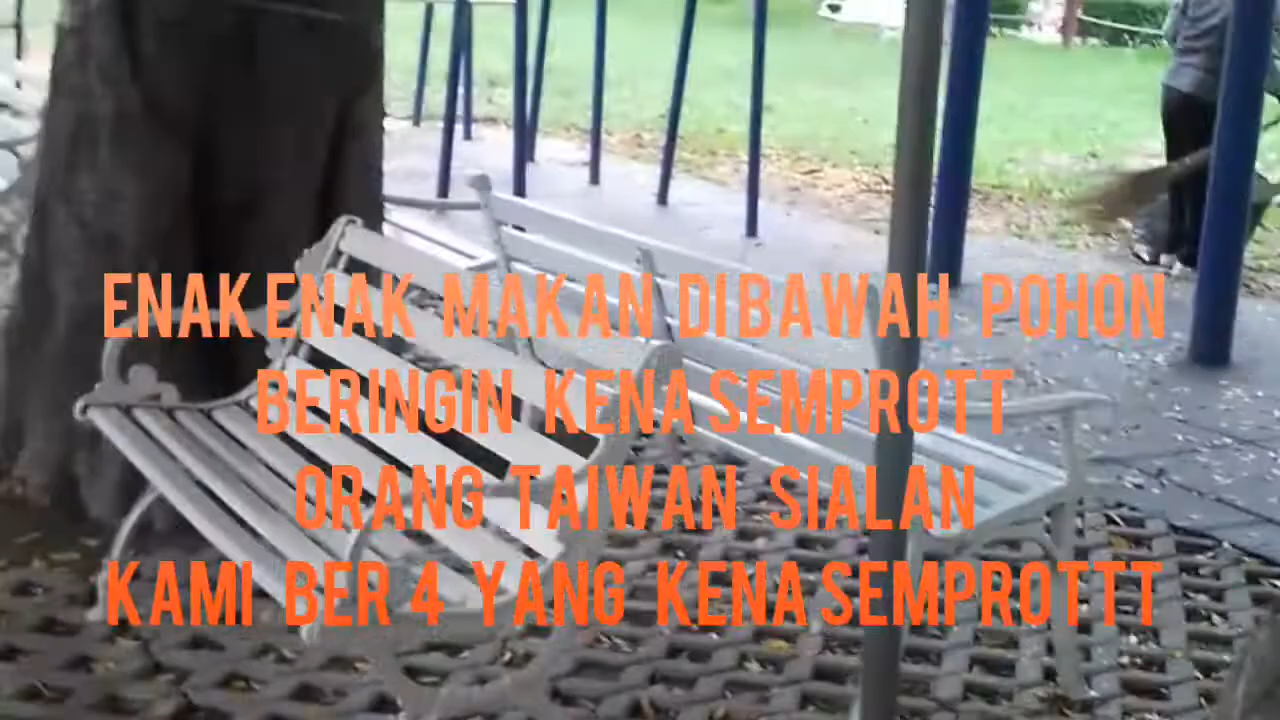 ENAK ENAK MAKAN DIBAWAH POHON
BERINGIN KENA SEMPROTT
ORANG TAIWAN SIALAN
KAMI BER 4 YANG KENA SEMPROTTT